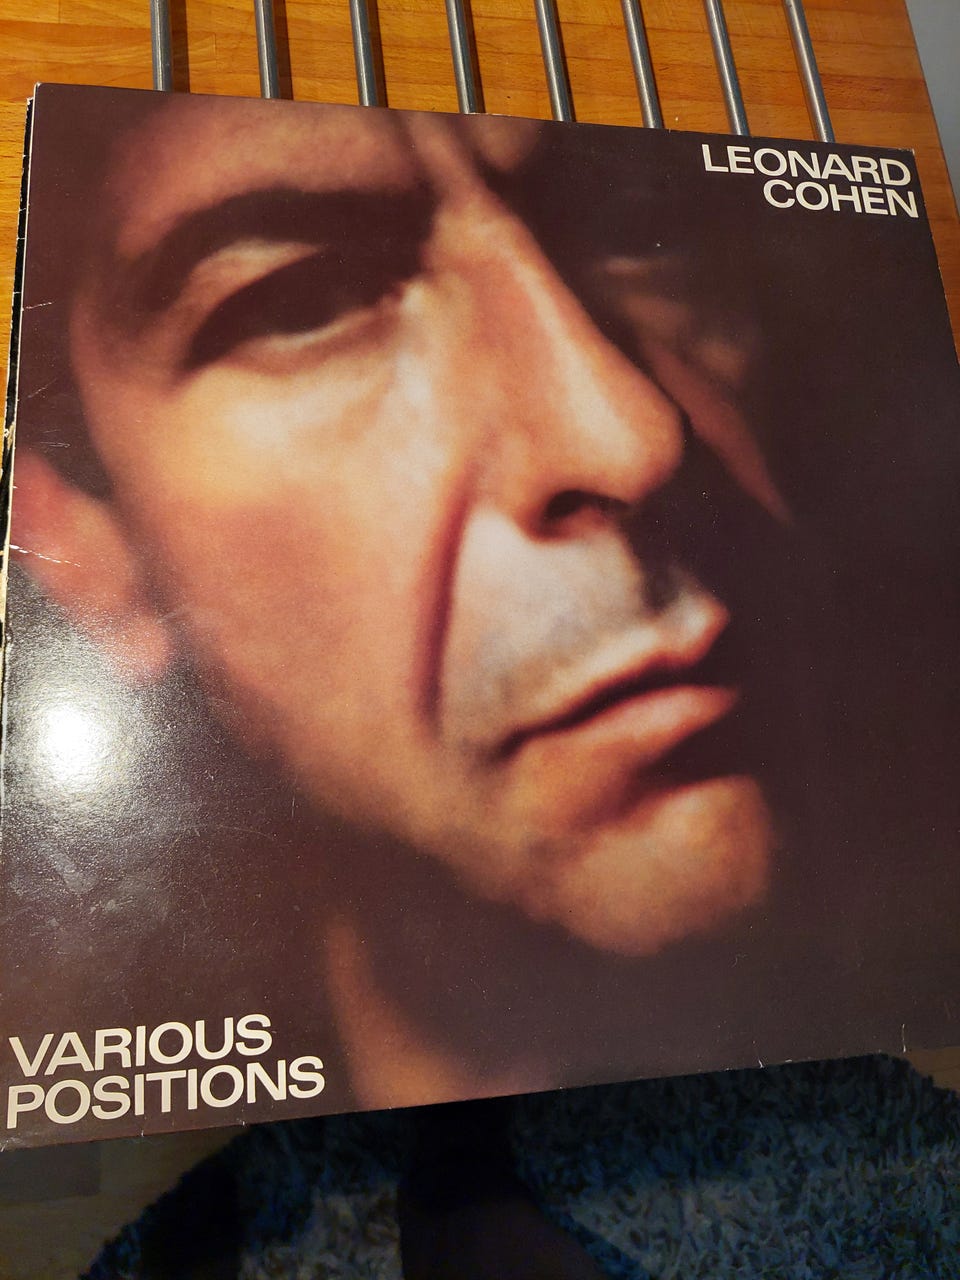 LEONARD
COHEN
VARIOUS
POSITIONS